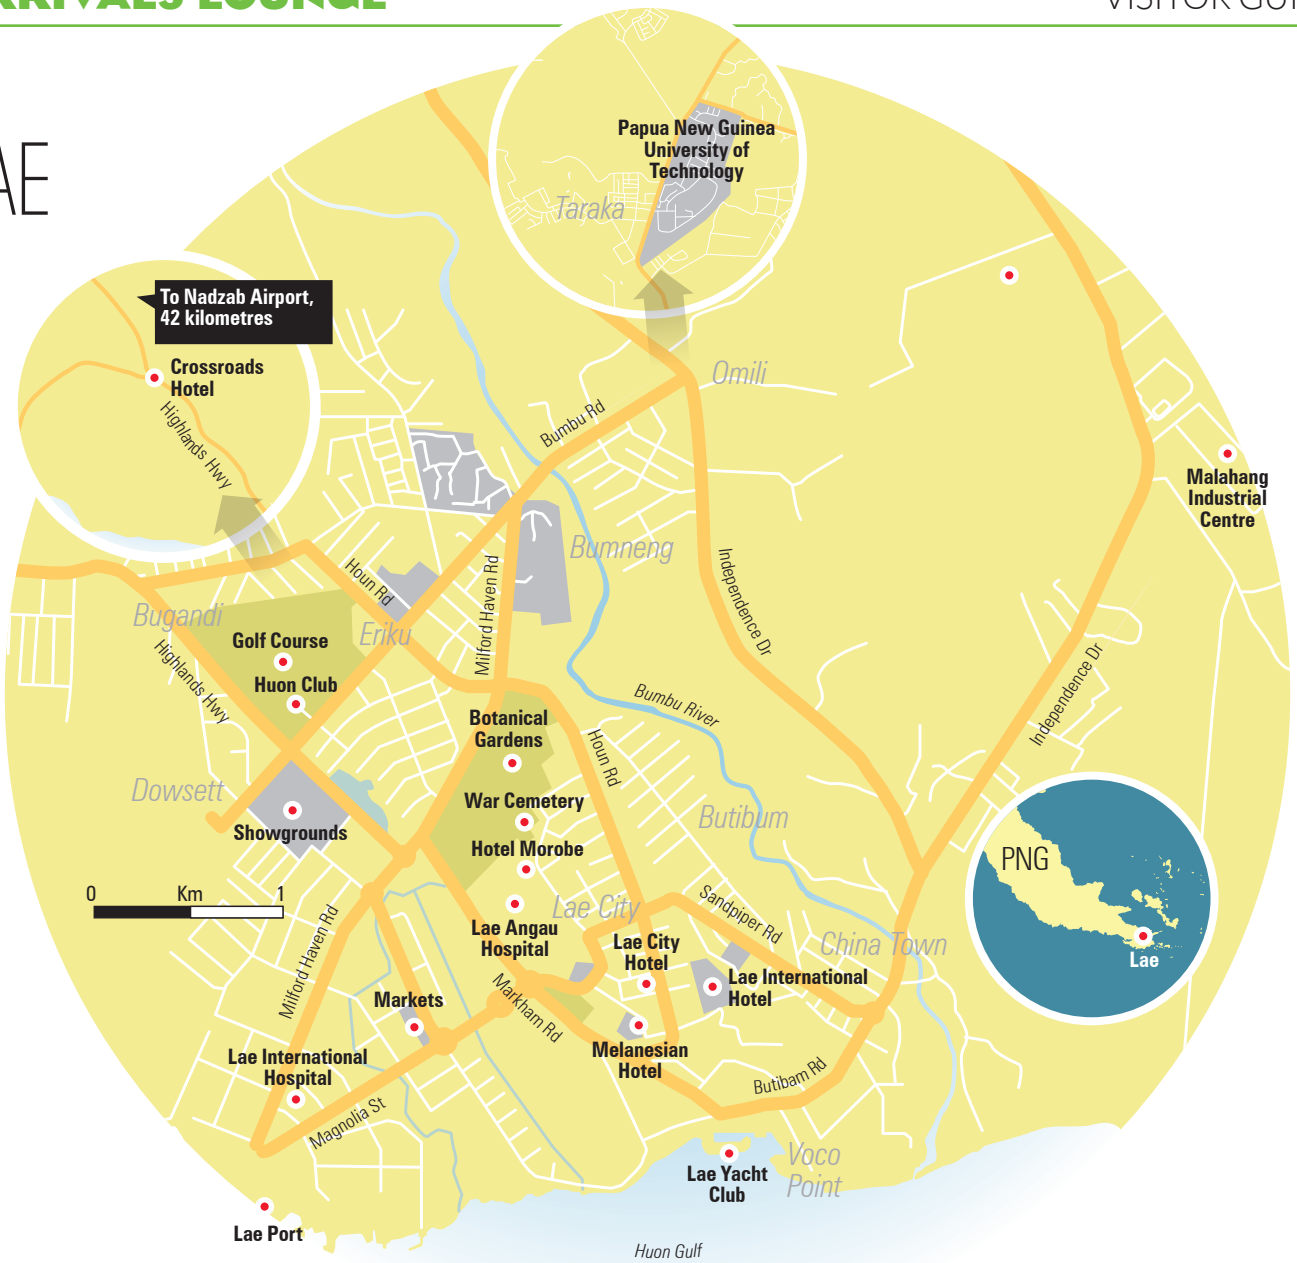 ARRIVALS LOUNGE
VISITOR GUI
LAE
Papua New Guinea
University of
Technology
Taraka
To Nadzab Airport,
42 kilometres
Crossroads
Hotel
Highlands Hwy
Omili
Bumbu Rd
Malahang
Industrial
Centre
Bumneng
Houn Rd
Milford Haven Rd
Independence Dr
Bugandi
Eriku
Golf Course
Huon Club
Highlands Hwy
Independence Dr
Bumbu River
Botanical
Gardens
Houn Rd
Dowsett
War Cemetery
Butibum
Showgrounds
Hotel Morobe
PNG
Lae
0 Km 1
Lae City
Sandpiper Rd
Lae Angau
Hospital
Lae City
Hotel
China Town
Milford Haven Rd
Lae International
Hotel
Markets
Markham Rd
Melanesian
Hotel
Lae International
Hospital
Butibam Rd
Magnolia St
Voco
Point
Lae Yacht
Club
Lae Port
Huon Gulf